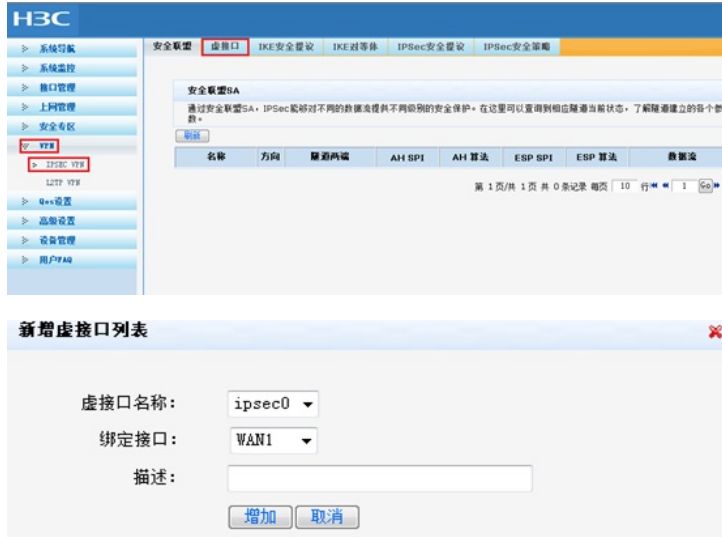 H3C
系统导航
系统监控
接口管理
上网管理
安全专区
VPN
IPSEC VPN
L2TP VPN
Qos设置
高级设置
设备管理
用户FAQ
安全联盟 虚接口 IKE安全提议 IKE对等体 IPSec安全提议 IPSec安全策略
安全联盟SA
通过安全联盟SA，IPSec能够对不同的数据流提供不同级别的安全保护。在这里可以查询到相应隧道当前状态，了解隧道建立的各个参
数。
刷新
名称 方向 隧道两端 AH SPI AH 算法 ESP SPI ESP 算法 数据流
第 1 页/共 1 页 共 0 条记录 每页 10 行 1 Go
新增虚接口列表
虚接口名称： ipsec0
绑定接口： WAN1
描述：
增加 取消